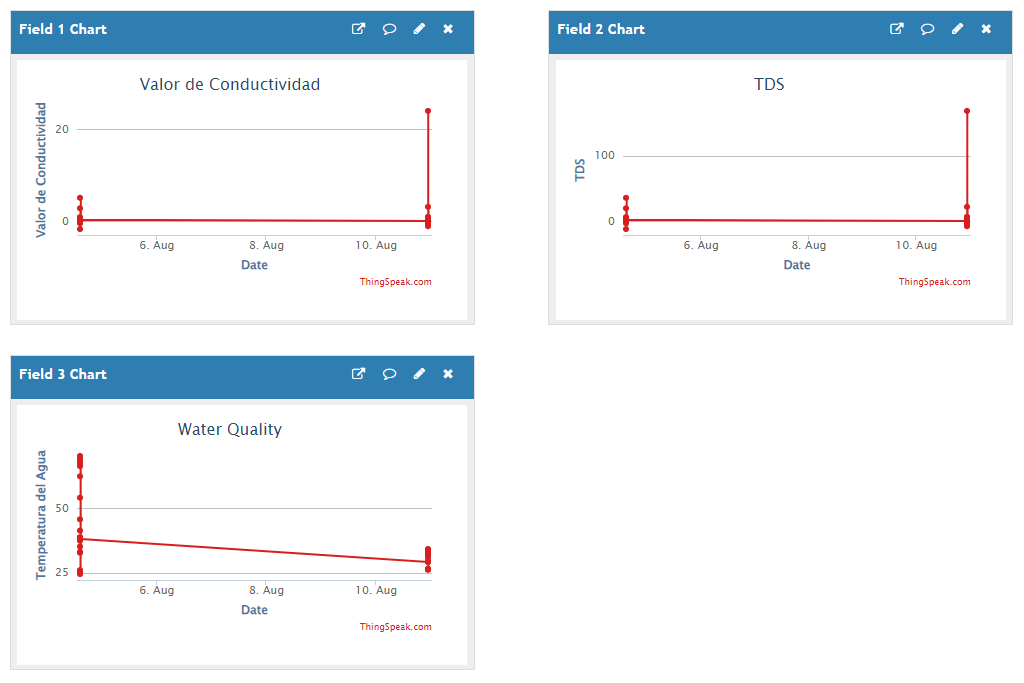 Field 1 Chart
Valor de Conductividad
Valor de Conductividad
20
0
6. Aug 8. Aug 10. Aug
Date
ThingSpeak.com
Field 2 Chart
TDS
TDS
100
0
6. Aug 8. Aug 10. Aug
Date
ThingSpeak.com
Field 3 Chart
Water Quality
Temperatura del Agua
50
25
6. Aug 8. Aug 10. Aug
Date
ThingSpeak.com